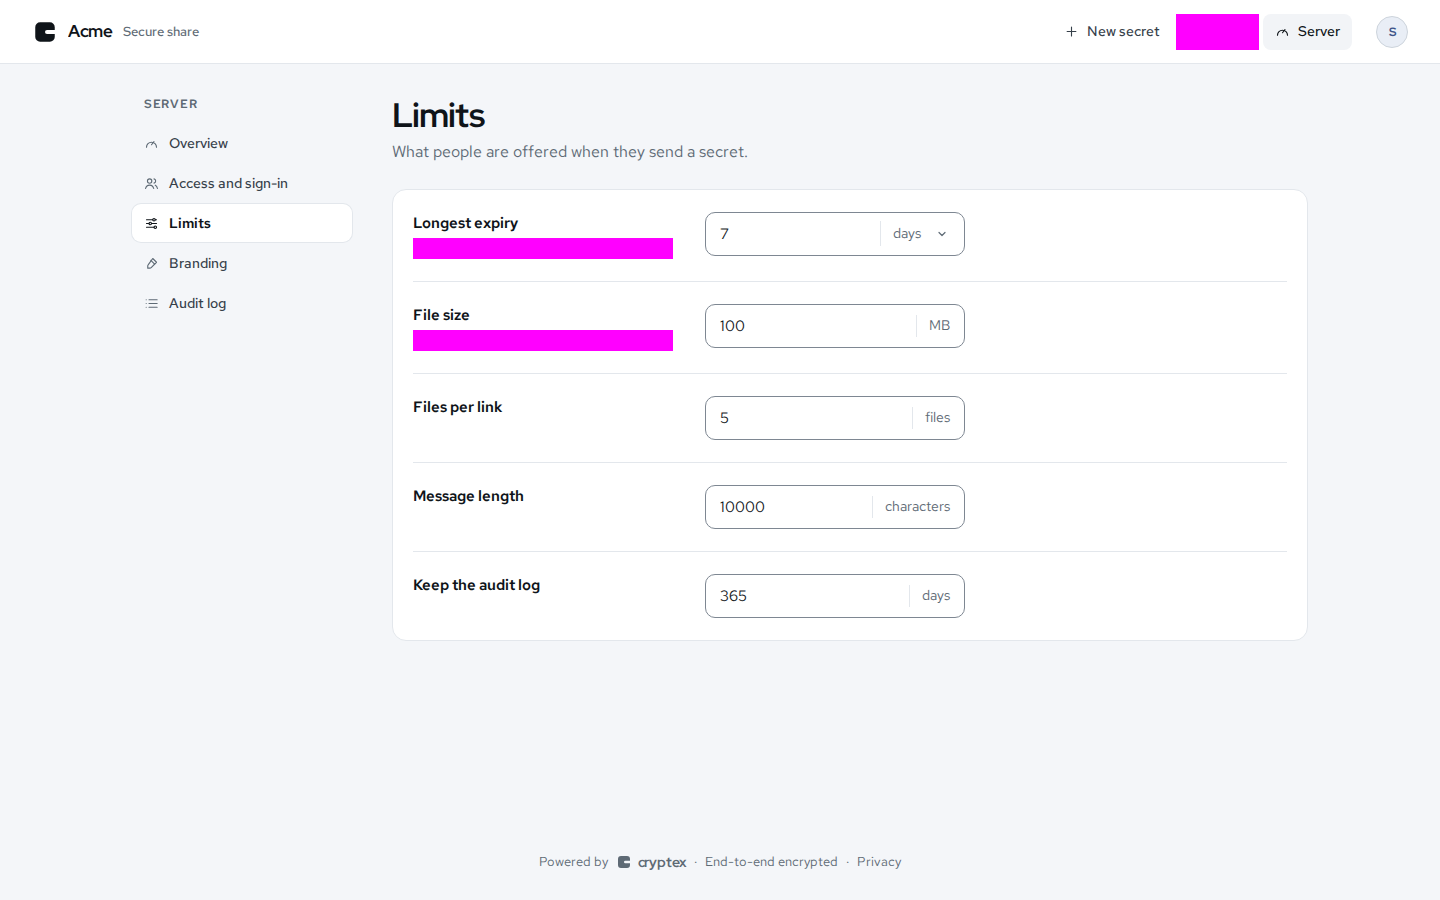 Acme Secure share
New secret
Server
S
SERVER
Overview
Access and sign-in
Limits
Branding
Audit log
Limits
What people are offered when they send a secret.
Longest expiry
7 days
File size
100 MB
Files per link
5 files
Message length
10000 characters
Keep the audit log
365 days
Powered by cryptex · End-to-end encrypted · Privacy